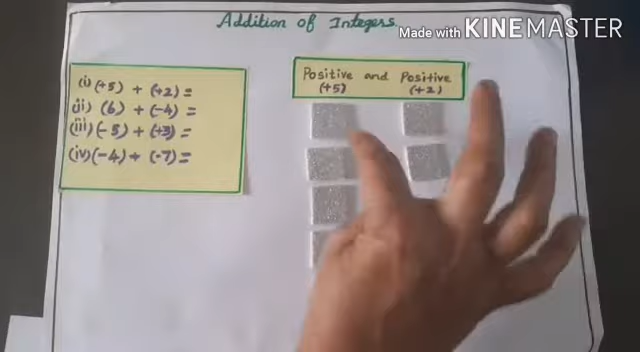 Addition of Integers
Made with KINEMASTER
(i) (+5) + (+2) =
(ii) (6) + (-4) =
(iii) (-5) + (+3) =
(iv) (-4) + (-7) =
Positive and Positive
(+5) (+2)